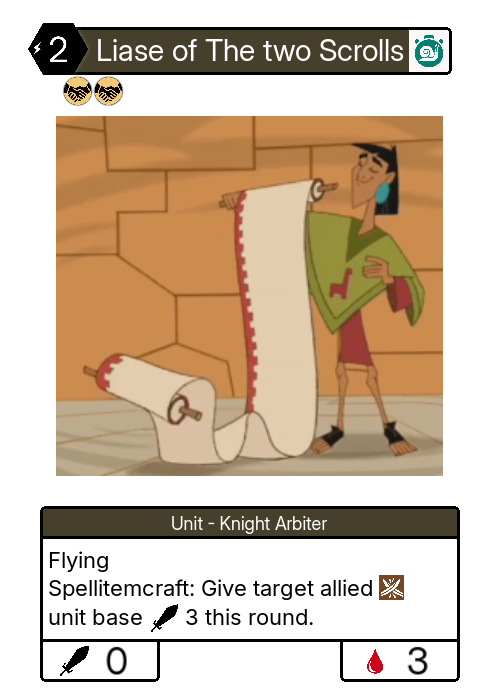 2 Liase of The two Scrolls
Unit - Knight Arbiter
Flying
Spellitemcraft: Give target allied
unit base 3 this round.
0 3